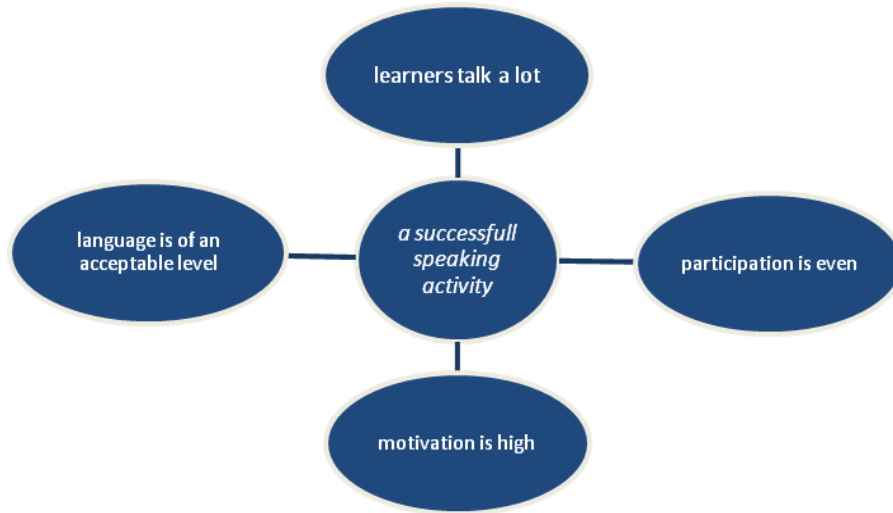 learners talk a lot
language is of an
acceptable level
a successfull
speaking
activity
participation is even
motivation is high